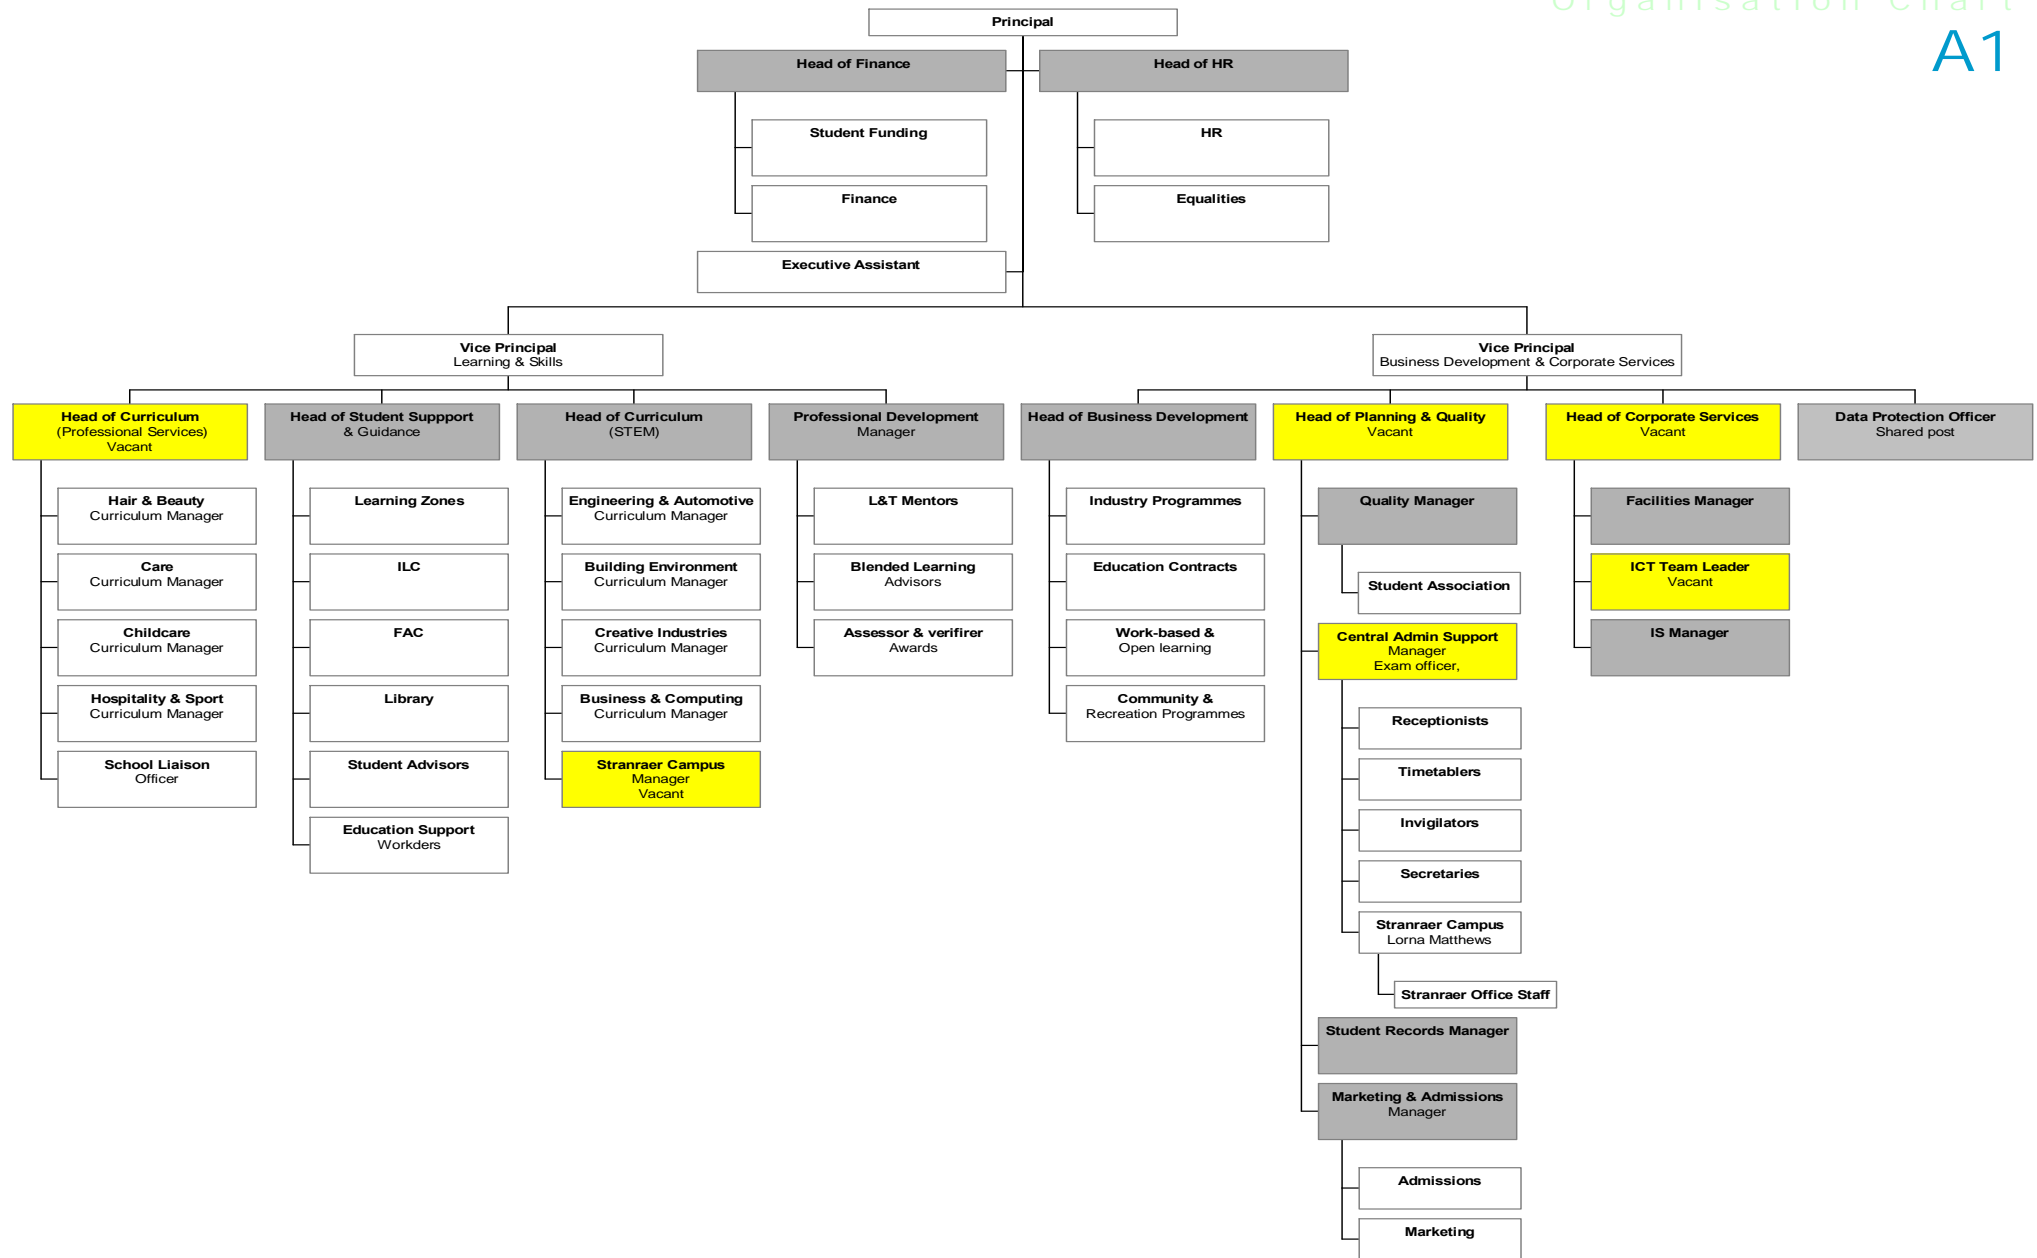 Organisation Chart
A1
Principal
Head of Finance
Head of HR
Student Funding
HR
Finance
Equalities
Executive Assistant
Vice Principal
Learning & Skills
Vice Principal
Business Development & Corporate Services
Head of Curriculum
(Professional Services)
Vacant
Head of Student Suppport
& Guidance
Head of Curriculum
(STEM)
Professional Development
Manager
Head of Business Development
Head of Planning & Quality
Vacant
Head of Corporate Services
Vacant
Data Protection Officer
Shared post
Hair & Beauty
Curriculum Manager
Care
Curriculum Manager
Childcare
Curriculum Manager
Hospitality & Sport
Curriculum Manager
School Liaison
Officer
Learning Zones
ILC
FAC
Library
Student Advisors
Education Support
Workders
Engineering & Automotive
Curriculum Manager
Building Environment
Curriculum Manager
Creative Industries
Curriculum Manager
Business & Computing
Curriculum Manager
Stranraer Campus
Manager
Vacant
L&T Mentors
Blended Learning
Advisors
Assessor & verifirer
Awards
Industry Programmes
Education Contracts
Work-based &
Open learning
Community &
Recreation Programmes
Quality Manager
Student Association
Central Admin Support
Manager
Exam officer,
Receptionists
Timetablers
Invigilators
Secretaries
Stranraer Campus
Lorna Matthews
Stranraer Office Staff
Student Records Manager
Marketing & Admissions
Manager
Admissions
Marketing
Facilities Manager
ICT Team Leader
Vacant
IS Manager